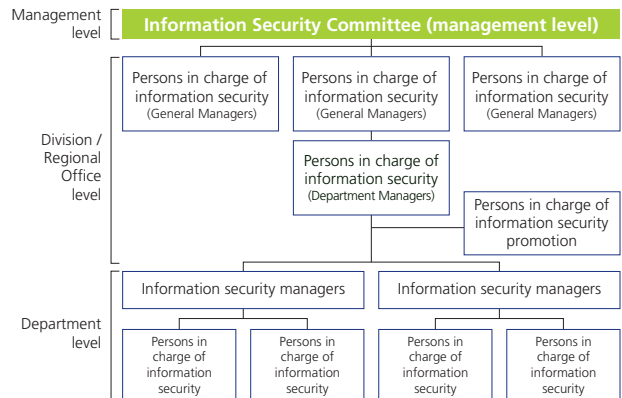 Management
level
Information Security Committee (management level)
Division /
Regional
Office
level
Persons in charge of
information security
(General Managers)
Persons in charge of
information security
(General Managers)
Persons in charge of
information security
(General Managers)
Persons in charge of
information security
(Department Managers)
Persons in charge of
information security
promotion
Department
level
Information security managers
Information security managers
Persons in
charge of
information
security
Persons in
charge of
information
security
Persons in
charge of
information
security
Persons in
charge of
information
security